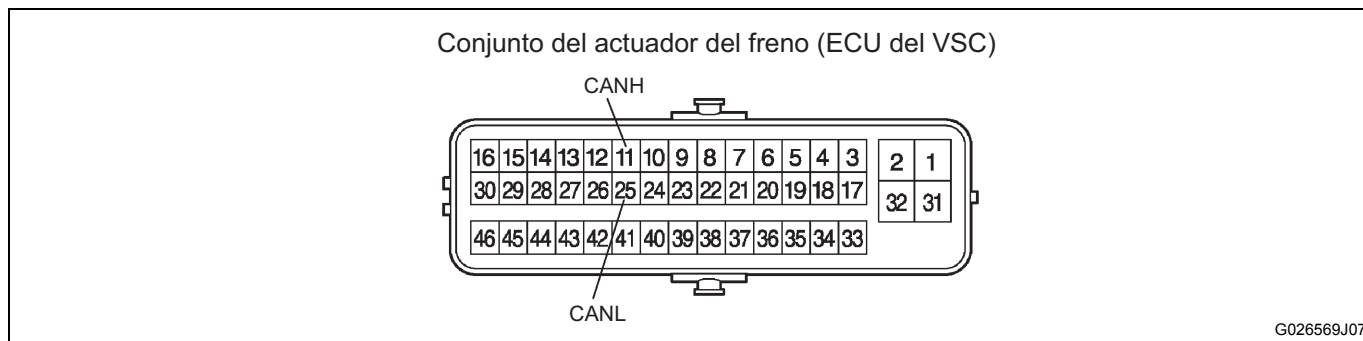 Conjunto del actuador del freno (ECU del VSC)
CANH
16 15 14 13 12 11 10 9 8 7 6 5 4 3 2 1
30 29 28 27 26 25 24 23 22 21 20 19 18 17 32 31
46 45 44 43 42 41 40 39 38 37 36 35 34 33
CANL
G026569J07